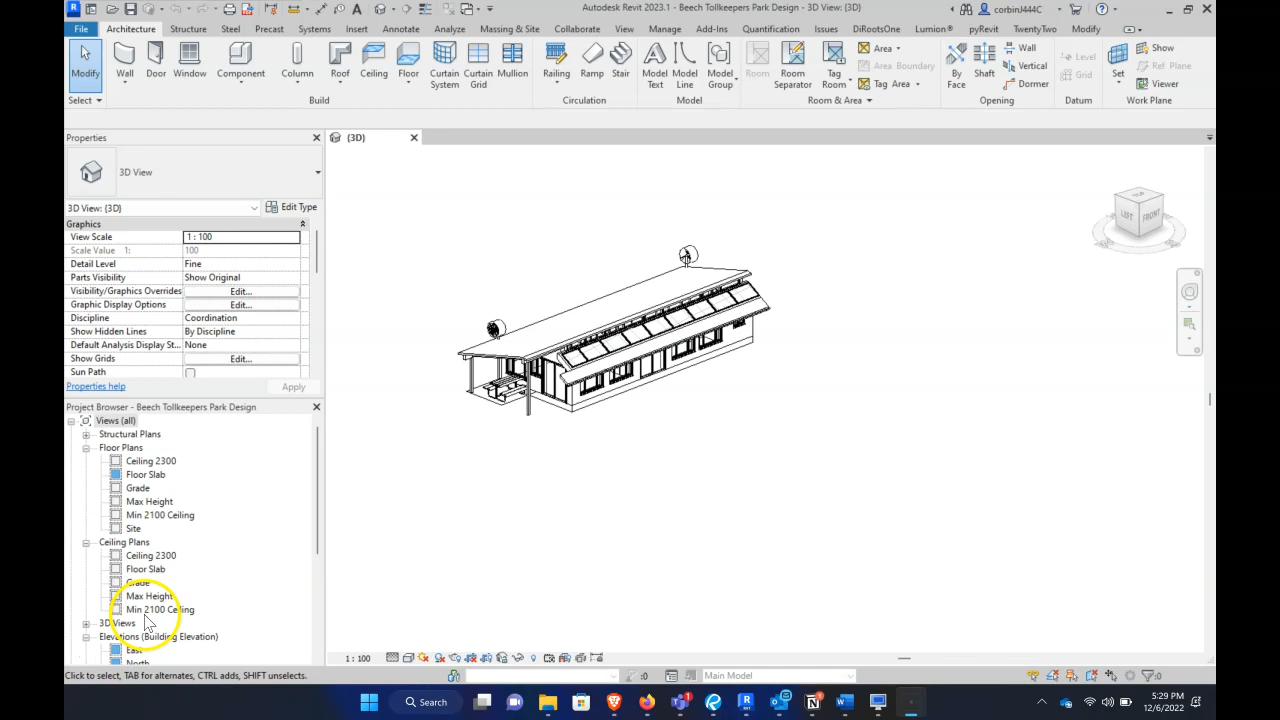 Autodesk Revit 2023.1 - Beech Tollkeepers Park Design - 3D View: {3D}
corbinJ444C
File Architecture Structure Steel Precast Systems Insert Annotate Analyze Massing & Site Collaborate View Manage Add-Ins Quantification Issues DiRootsOne Lumion® pyRevit TwentyTwo Modify
Modify Wall Door Window Component Column Roof Ceiling Floor Curtain System Curtain Grid Mullion Railing Ramp Stair Model Text Model Line Model Group Room Room Separator Tag Room Area Area Boundary Tag Area By Face Shaft Wall Vertical Dormer Level Grid Set Show Ref Plane Viewer
Select Build Circulation Model Room & Area Opening Datum Work Plane
Properties
{3D}
3D View
3D View: {3D} Edit Type
Graphics
View Scale 1 : 100
Scale Value 1: 100
Detail Level Fine
Parts Visibility Show Original
Visibility/Graphics Overrides Edit...
Graphic Display Options Edit...
Discipline Coordination
Show Hidden Lines By Discipline
Default Analysis Display St... None
Show Grids Edit...
Sun Path
Properties help Apply
Project Browser - Beech Tollkeepers Park Design
Views (all)
Structural Plans
Floor Plans
Ceiling 2300
Floor Slab
Grade
Max Height
Min 2100 Ceiling
Site
Ceiling Plans
Ceiling 2300
Floor Slab
Grade
Max Height
Min 2100 Ceiling
3D Views
Elevations (Building Elevation)
East
North
FRONT
1 : 100
Click to select, TAB for alternates, CTRL adds, SHIFT unselects.
:0
Main Model
:0
Search
5:29 PM
12/6/2022